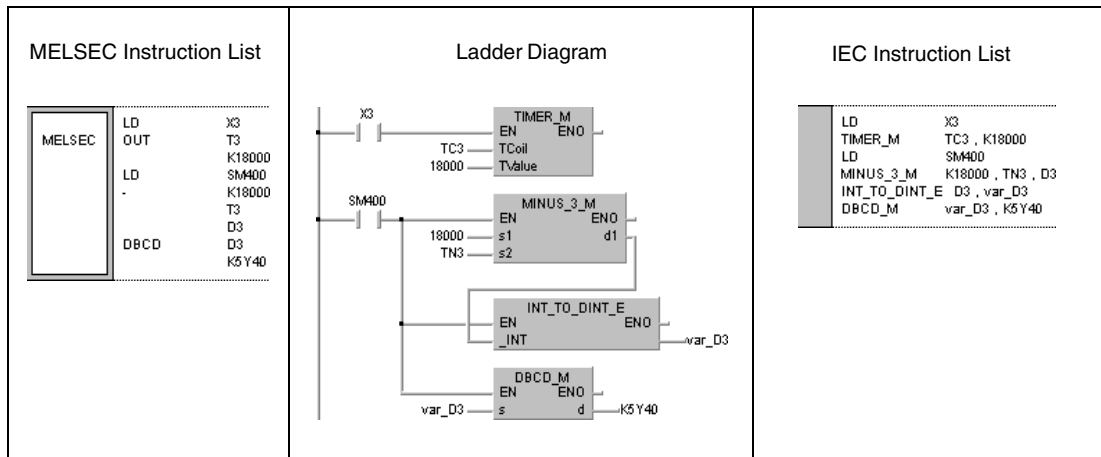 MELSEC Instruction List
MELSEC
LD X3
OUT T3
K18000
LD SM400
- K18000
T3
D3
DBCD D3
K5Y40
Ladder Diagram
X3
TIMER_M
EN ENO
TC3 TCoil
18000 TValue
SM400
MINUS_3_M
EN ENO
18000 s1 d1
TN3 s2
INT_TO_DINT_E
EN ENO
_INT var_D3
DBCD_M
EN ENO
var_D3 s d K5Y40
IEC Instruction List
LD X3
TIMER_M TC3 , K18000
LD SM400
MINUS_3_M K18000 , TN3 , D3
INT_TO_DINT_E D3 , var_D3
DBCD_M var_D3 , K5Y40